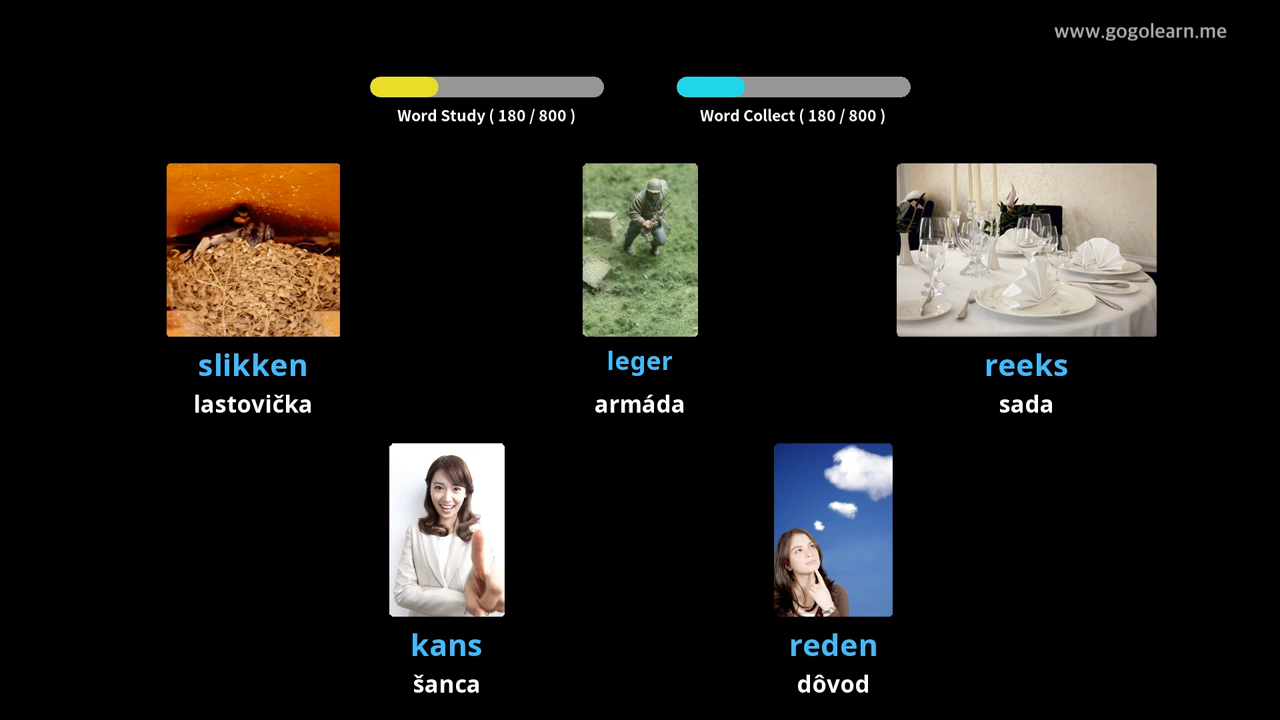 www.gogolearn.me
Word Study ( 180 / 800 )
Word Collect ( 180 / 800 )
slikken
lastovička
leger
armáda
reeks
sada
kans
šanca
reden
dôvod